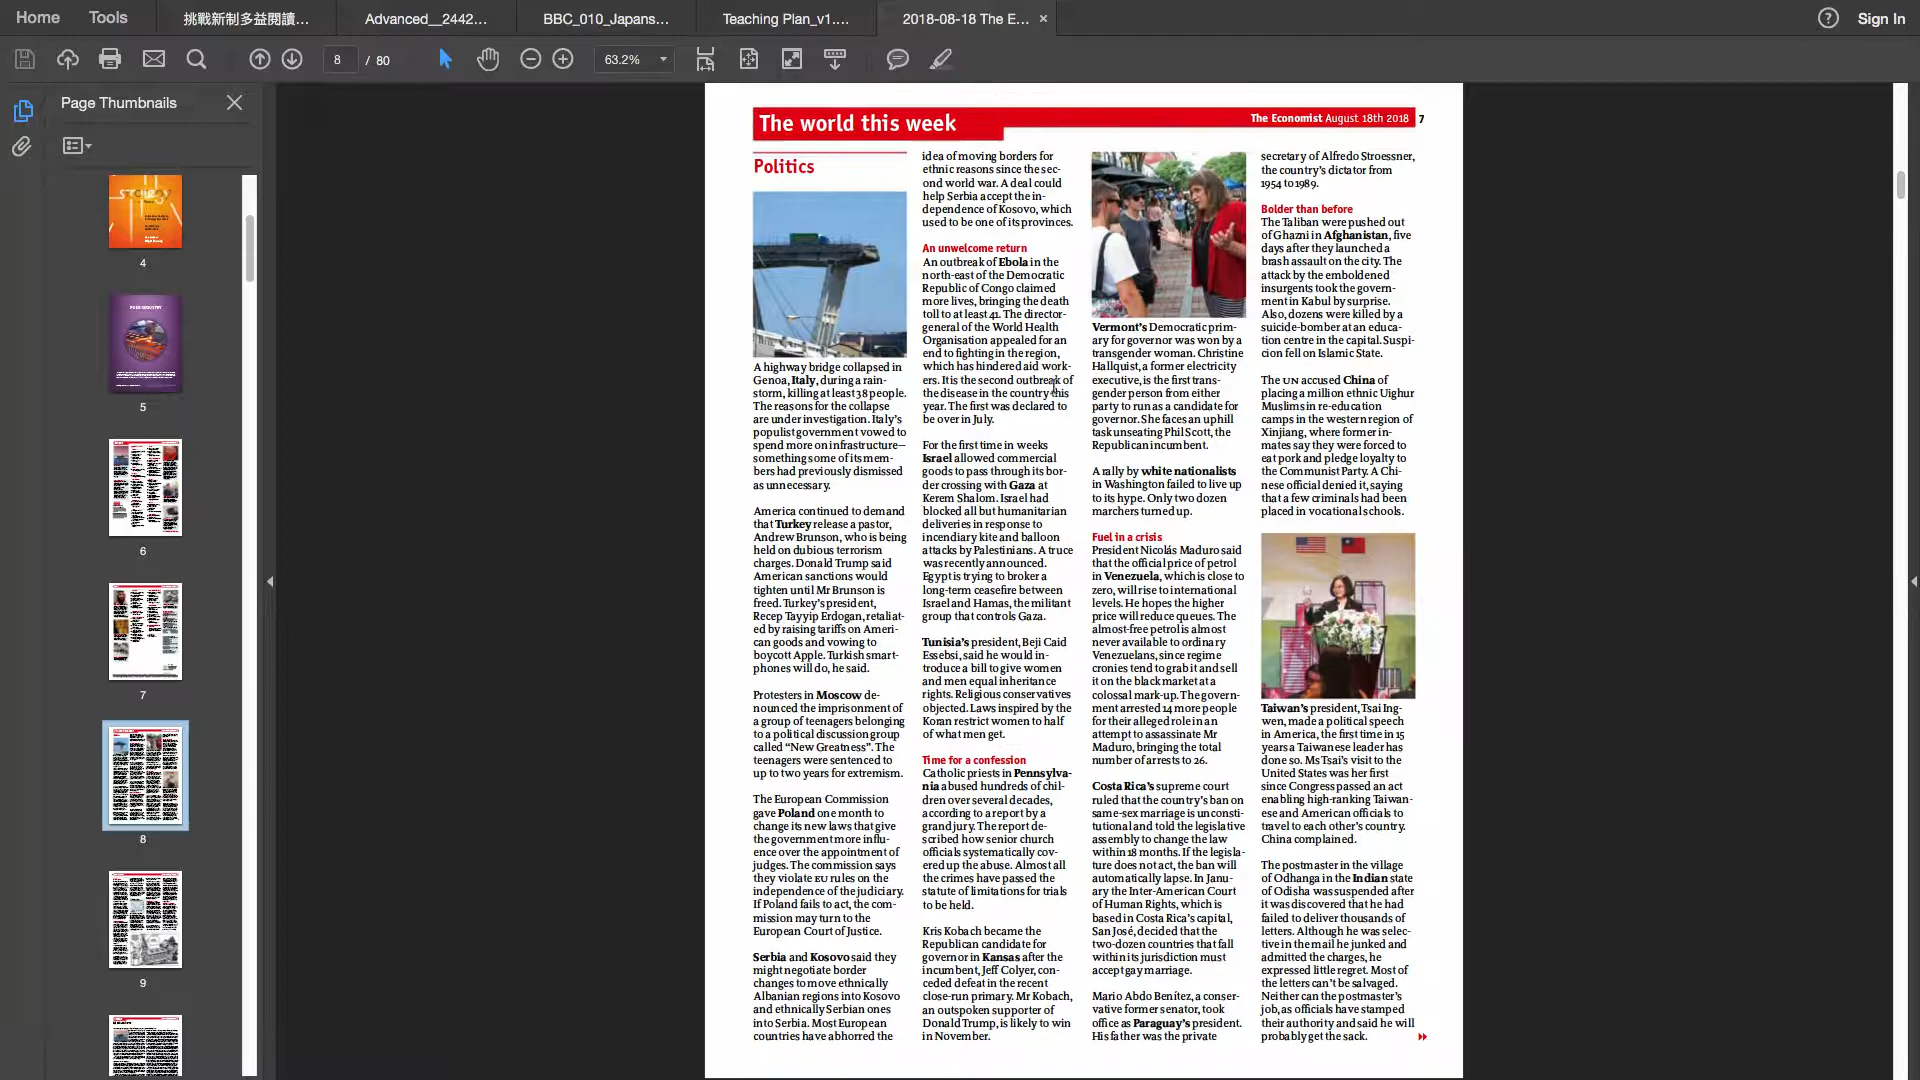 Home
Tools
挑戰新制多益閱讀...
Advanced__2442...
BBC_010_Japans...
Teaching Plan_v1....
2018-08-18 The E...
Sign In
8
/ 80
63.2%
Page Thumbnails
4
5
6
7
8
9
The world this week
The Economist August 18th 2018 7
Politics
A highway bridge collapsed in
Genoa, Italy, during a rain-
storm, killing at least 38 people.
The reasons for the collapse
are under investigation. Italy's
populist government vowed to
spend more on infrastructure—
something some of its mem-
bers had previously dismissed
as unnecessary.
America continued to demand
that Turkey release a pastor,
Andrew Brunson, who is being
held on dubious terrorism
charges. Donald Trump said
American sanctions would
tighten until Mr Brunson is
freed. Turkey's president,
Recep Tayyip Erdogan, retaliat-
ed by raising tariffs on Ameri-
can goods and vowing to
boycott Apple. Turkish smart-
phones will do, he said.
Protesters in Moscow de-
nounced the imprisonment of
a group of teenagers belonging
to a political discussion group
called “New Greatness”. The
teenagers were sentenced to
up to two years for extremism.
The European Commission
gave Poland one month to
change its new laws that give
the government more influ-
ence over the appointment of
judges. The commission says
they violate EU rules on the
independence of the judiciary.
If Poland fails to act, the com-
mission may turn to the
European Court of Justice.
Serbia and Kosovo said they
might negotiate border
changes to move ethnically
Albanian regions into Kosovo
and ethnically Serbian ones
into Serbia. Most European
countries have abhorred the
idea of moving borders for
ethnic reasons since the sec-
ond world war. A deal could
help Serbia accept the in-
dependence of Kosovo, which
used to be one of its provinces.
An unwelcome return
An outbreak of Ebola in the
north-east of the Democratic
Republic of Congo claimed
more lives, bringing the death
toll to at least 41. The director-
general of the World Health
Organisation appealed for an
end to fighting in the region,
which has hindered aid work-
ers. It is the second outbreak of
the disease in the country this
year. The first was declared to
be over in July.
For the first time in weeks
Israel allowed commercial
goods to pass through its bor-
der crossing with Gaza at
Kerem Shalom. Israel had
blocked all but humanitarian
deliveries in response to
incendiary kite and balloon
attacks by Palestinians. A truce
was recently announced.
Egypt is trying to broker a
long-term ceasefire between
Israel and Hamas, the militant
group that controls Gaza.
Tunisia's president, Beji Caid
Essebsi, said he would in-
troduce a bill to give women
and men equal inheritance
rights. Religious conservatives
objected. Laws inspired by the
Koran restrict women to half
of what men get.
Time for a confession
Catholic priests in Pennsylva-
nia abused hundreds of chil-
dren over several decades,
according to a report by a
grand jury. The report de-
scribed how senior church
officials systematically cov-
ered up the abuse. Almost all
the crimes have passed the
statute of limitations for trials
to be held.
Kris Kobach became the
Republican candidate for
governor in Kansas after the
incumbent, Jeff Colyer, con-
ceded defeat in the recent
close-run primary. Mr Kobach,
an outspoken supporter of
Donald Trump, is likely to win
in November.
Vermont's Democratic prim-
ary for governor was won by a
transgender woman. Christine
Hallquist, a former electricity
executive, is the first trans-
gender person from either
party to run as a candidate for
governor. She faces an uphill
task unseating Phil Scott, the
Republican incumbent.
A rally by white nationalists
in Washington failed to live up
to its hype. Only two dozen
marchers turned up.
Fuel in a crisis
President Nicolás Maduro said
that the official price of petrol
in Venezuela, which is close to
zero, will rise to international
levels. He hopes the higher
price will reduce queues. The
almost-free petrol is almost
never available to ordinary
Venezuelans, since regime
cronies tend to grab it and sell
it on the black market at a
colossal mark-up. The govern-
ment arrested 14 more people
for their alleged role in an
attempt to assassinate Mr
Maduro, bringing the total
number of arrests to 26.
Costa Rica's supreme court
ruled that the country's ban on
same-sex marriage is unconsti-
tutional and told the legislative
assembly to change the law
within 18 months. If the legisla-
ture does not act, the ban will
automatically lapse. In Janu-
ary the Inter-American Court
of Human Rights, which is
based in Costa Rica's capital,
San José, decided that the
two-dozen countries that fall
within its jurisdiction must
accept gay marriage.
Mario Abdo Benítez, a conser-
vative former senator, took
office as Paraguay's president.
His father was the private
secretary of Alfredo Stroessner,
the country's dictator from
1954 to 1989.
Bolder than before
The Taliban were pushed out
of Ghazni in Afghanistan, five
days after they launched a
brash assault on the city. The
attack by the emboldened
insurgents took the govern-
ment in Kabul by surprise.
Also, dozens were killed by a
suicide-bomber at an educa-
tion centre in the capital. Suspi-
cion fell on Islamic State.
The UN accused China of
placing a million ethnic Uighur
Muslims in re-education
camps in the western region of
Xinjiang, where former in-
mates say they were forced to
eat pork and pledge loyalty to
the Communist Party. A Chi-
nese official denied it, saying
that a few criminals had been
placed in vocational schools.
Taiwan's president, Tsai Ing-
wen, made a political speech
in America, the first time in 15
years a Taiwanese leader has
done so. Ms Tsai's visit to the
United States was her first
since Congress passed an act
enabling high-ranking Taiwan-
ese and American officials to
travel to each other's country.
China complained.
The postmaster in the village
of Odhanga in the Indian state
of Odisha was suspended after
it was discovered that he had
failed to deliver thousands of
letters. Although he was selec-
tive in the mail he junked and
admitted the charges, he
expressed little regret. Most of
the letters can't be salvaged.
Neither can the postmaster's
job, as officials have stamped
their authority and said he will
probably get the sack.